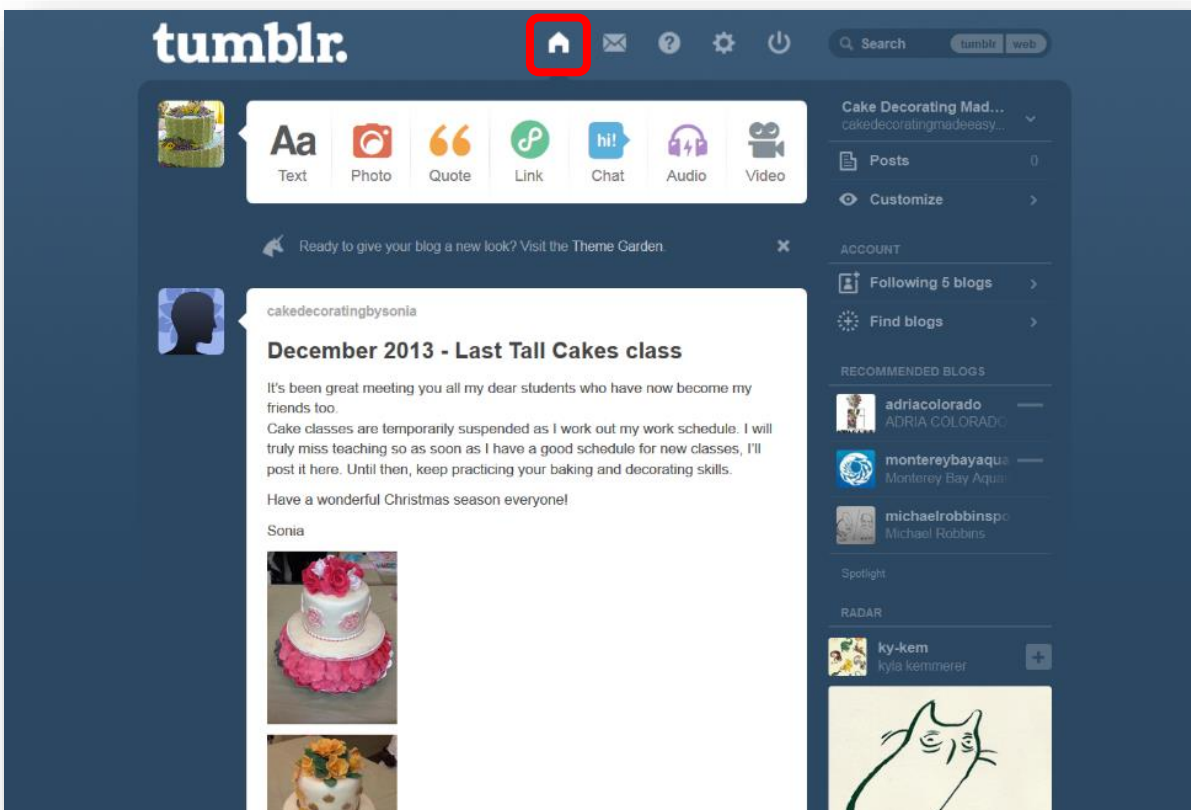 tumblr.
Search tumblr web
Aa
hi!
Text Photo Quote Link Chat Audio Video
Ready to give your blog a new look? Visit the Theme Garden.
cakedecoratingbysonia
December 2013 - Last Tall Cakes class
It's been great meeting you all my dear students who have now become my
friends too.
Cake classes are temporarily suspended as I work out my work schedule. I will
truly miss teaching so as soon as I have a good schedule for new classes, I'll
post it here. Until then, keep practicing your baking and decorating skills.
Have a wonderful Christmas season everyone!
Sonia
Cake Decorating Mad...
cakedecoratingmadeeasy...
Posts 0
Customize
ACCOUNT
Following 5 blogs
Find blogs
RECOMMENDED BLOGS
adriacolorado
ADRIA COLORADO
montereybayaqua
Monterey Bay Aqua
michaelrobbinspo
Michael Robbins
Spotlight
RADAR
ky-kem
kyla kemmerer